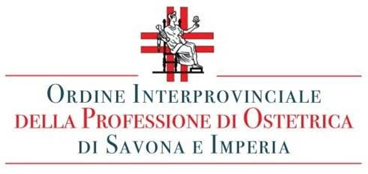 Ordine Interprovinciale
della Professione di Ostetrica
di Savona e Imperia